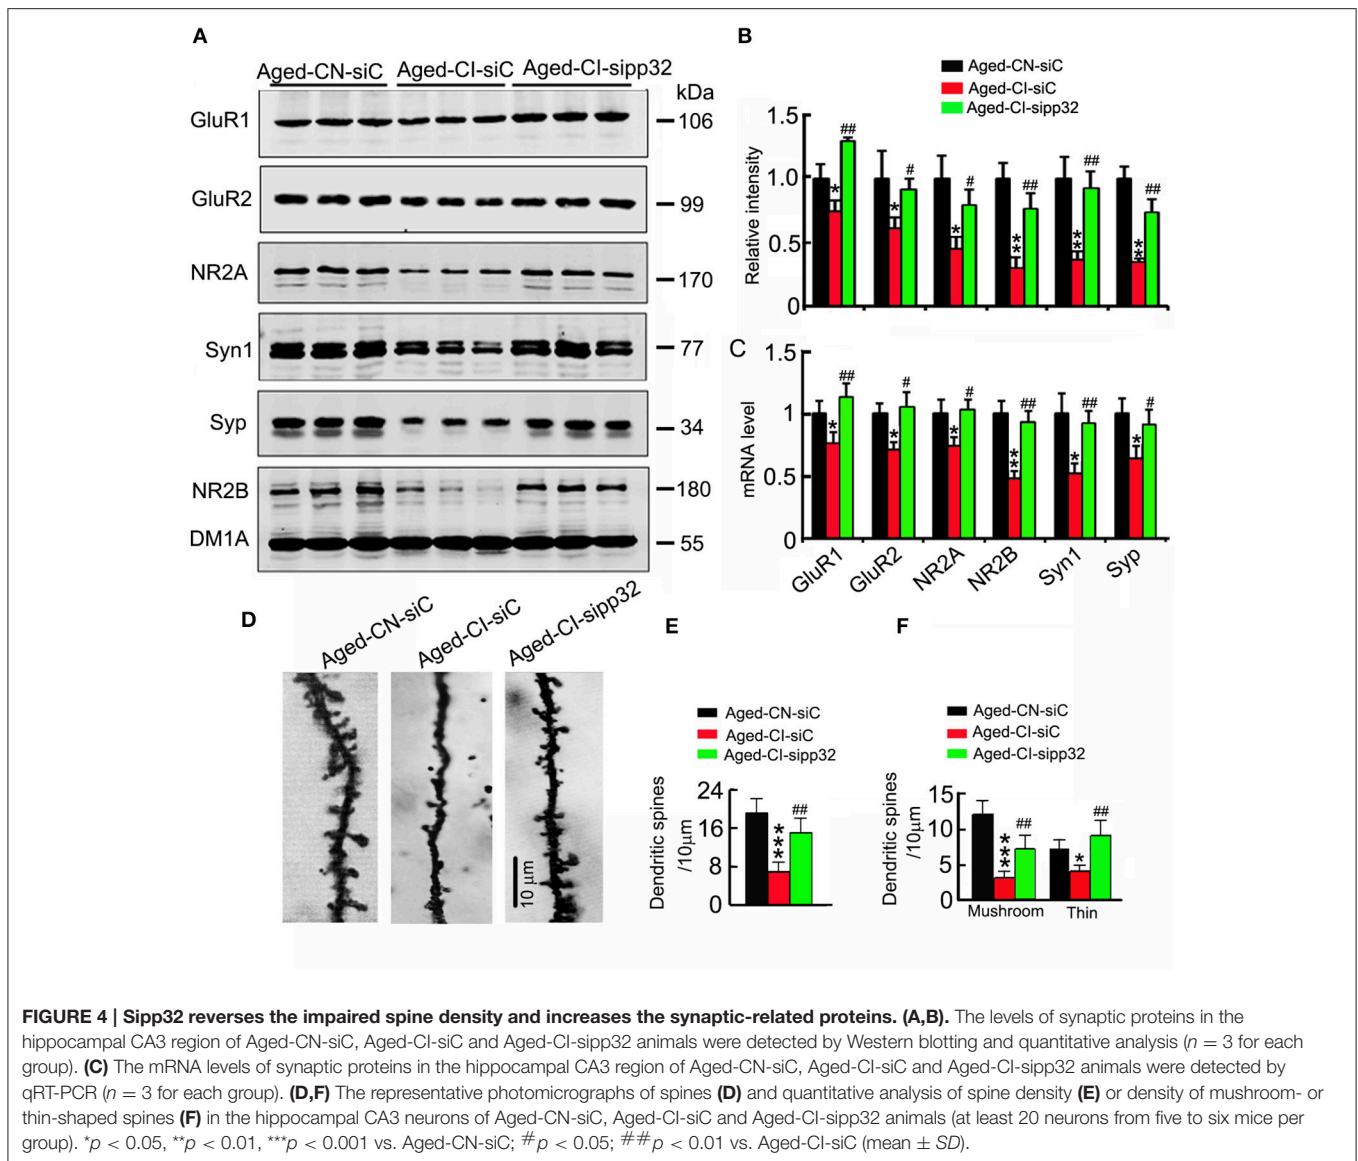 A
Aged-CN-siC Aged-CI-siC Aged-CI-sipp32
kDa
GluR1 106
GluR2 99
NR2A 170
Syn1 77
Syp 34
NR2B 180
DM1A 55
B
Aged-CN-siC
Aged-CI-siC
Aged-CI-sipp32
Relative intensity
1.5
1.0
0.5
0
* ## * # * # ** ## ** ## ** ##
C
mRNA level
1.5
1
0.5
0
* ## * # * # ** ## * ## * #
GluR1 GluR2 NR2A NR2B Syn1 Syp
D
Aged-CN-siC Aged-CI-siC Aged-CI-sipp32
10 μm
E
Aged-CN-siC
Aged-CI-siC
Aged-CI-sipp32
Dendritic spines
/10μm
24
16
8
0
*** ##
F
Aged-CN-siC
Aged-CI-siC
Aged-CI-sipp32
Dendritic spines
/10μm
15
10
5
0
*** ## * ##
Mushroom Thin
FIGURE 4 | Sipp32 reverses the impaired spine density and increases the synaptic-related proteins. (A,B). The levels of synaptic proteins in the
hippocampal CA3 region of Aged-CN-siC, Aged-CI-siC and Aged-CI-sipp32 animals were detected by Western blotting and quantitative analysis (n = 3 for each
group). (C) The mRNA levels of synaptic proteins in the hippocampal CA3 region of Aged-CN-siC, Aged-CI-siC and Aged-CI-sipp32 animals were detected by
qRT-PCR (n = 3 for each group). (D,F) The representative photomicrographs of spines (D) and quantitative analysis of spine density (E) or density of mushroom- or
thin-shaped spines (F) in the hippocampal CA3 neurons of Aged-CN-siC, Aged-CI-siC and Aged-CI-sipp32 animals (at least 20 neurons from five to six mice per
group). *p < 0.05, **p < 0.01, ***p < 0.001 vs. Aged-CN-siC; #p < 0.05; ##p < 0.01 vs. Aged-CI-siC (mean ± SD).